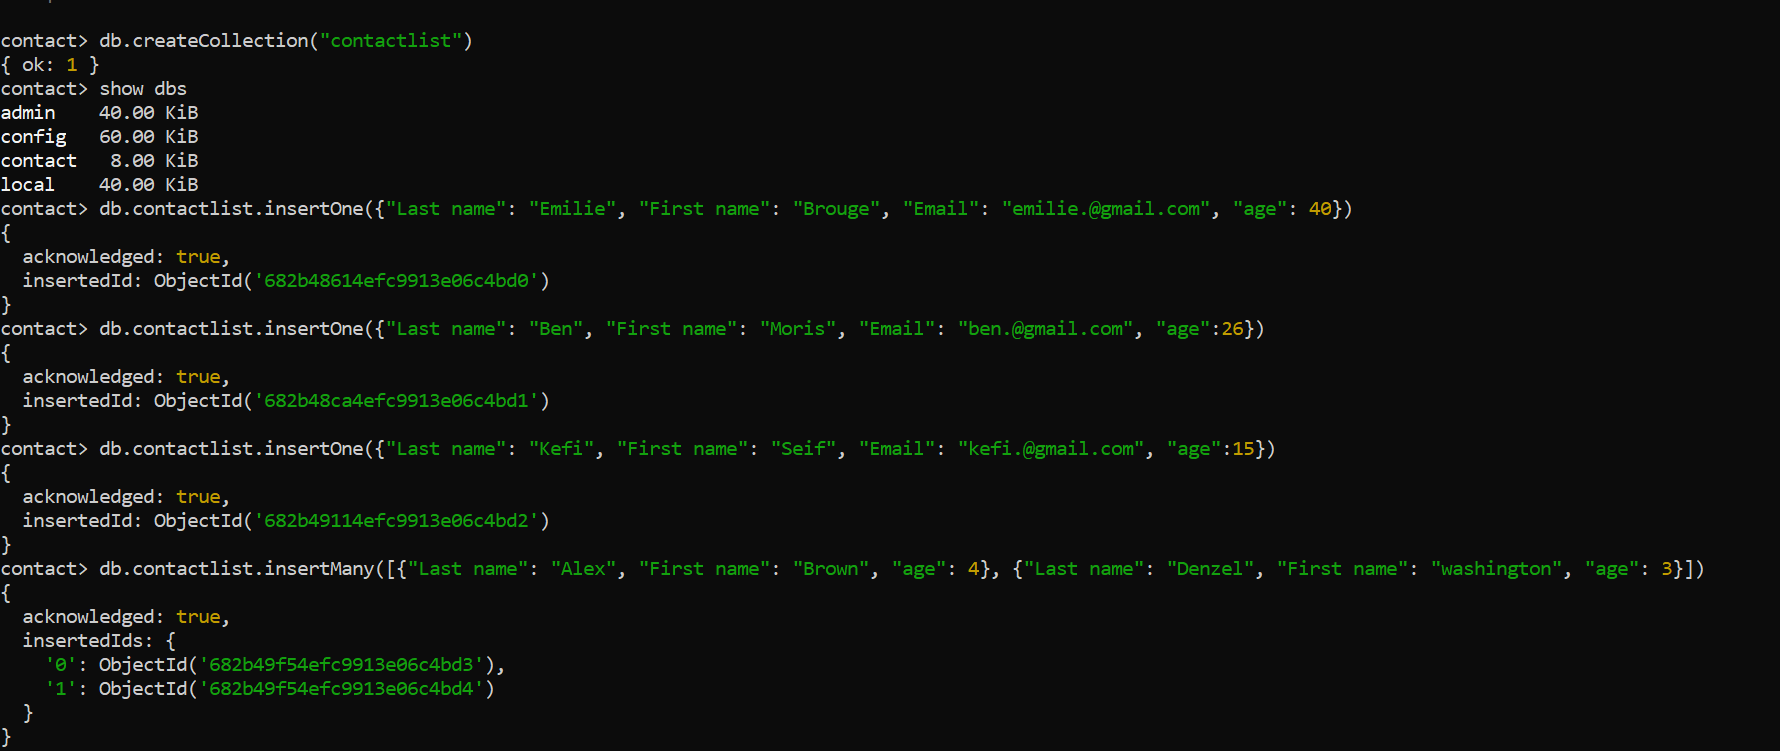 contact> db.createCollection("contactlist")
{ ok: 1 }
contact> show dbs
admin    40.00 KiB
config   60.00 KiB
contact   8.00 KiB
local    40.00 KiB
contact> db.contactlist.insertOne({"Last name": "Emilie", "First name": "Brouge", "Email": "emilie.@gmail.com", "age": 40})
{
  acknowledged: true,
  insertedId: ObjectId('682b48614efc9913e06c4bd0')
}
contact> db.contactlist.insertOne({"Last name": "Ben", "First name": "Moris", "Email": "ben.@gmail.com", "age":26})
{
  acknowledged: true,
  insertedId: ObjectId('682b48ca4efc9913e06c4bd1')
}
contact> db.contactlist.insertOne({"Last name": "Kefi", "First name": "Seif", "Email": "kefi.@gmail.com", "age":15})
{
  acknowledged: true,
  insertedId: ObjectId('682b49114efc9913e06c4bd2')
}
contact> db.contactlist.insertMany([{"Last name": "Alex", "First name": "Brown", "age": 4}, {"Last name": "Denzel", "First name": "washington", "age": 3}])
{
  acknowledged: true,
  insertedIds: {
    '0': ObjectId('682b49f54efc9913e06c4bd3'),
    '1': ObjectId('682b49f54efc9913e06c4bd4')
  }
}